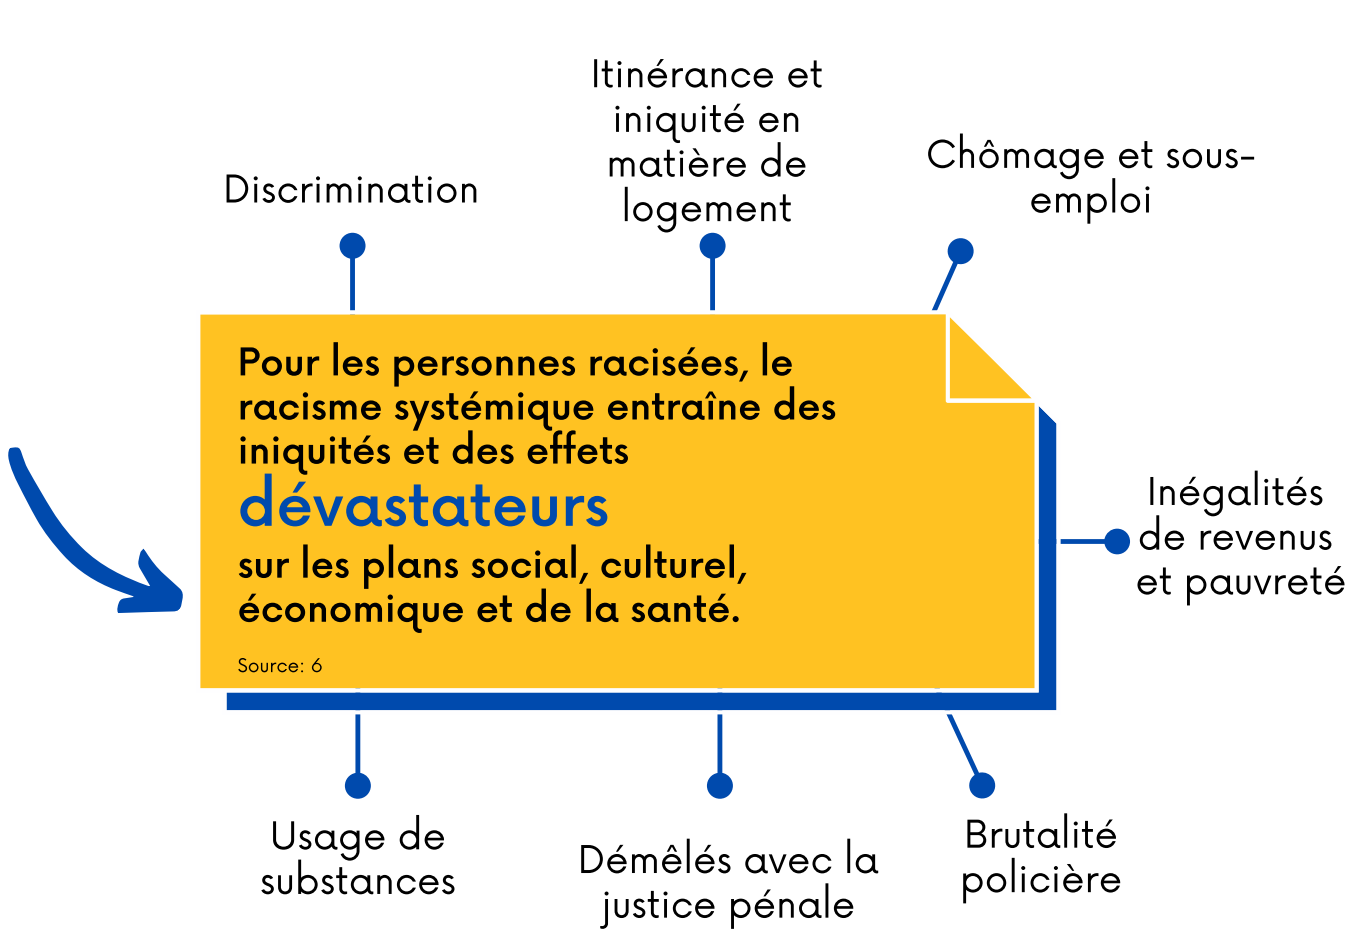 Itinérance et
iniquité en
matière de
logement
Chômage et sous-
emploi
Discrimination
Pour les personnes racisées, le
racisme systémique entraîne des
iniquités et des effets
dévastateurs
sur les plans social, culturel,
économique et de la santé.
Source: 6
Inégalités
de revenus
et pauvreté
Usage de
substances
Démêlés avec la
justice pénale
Brutalité
policière